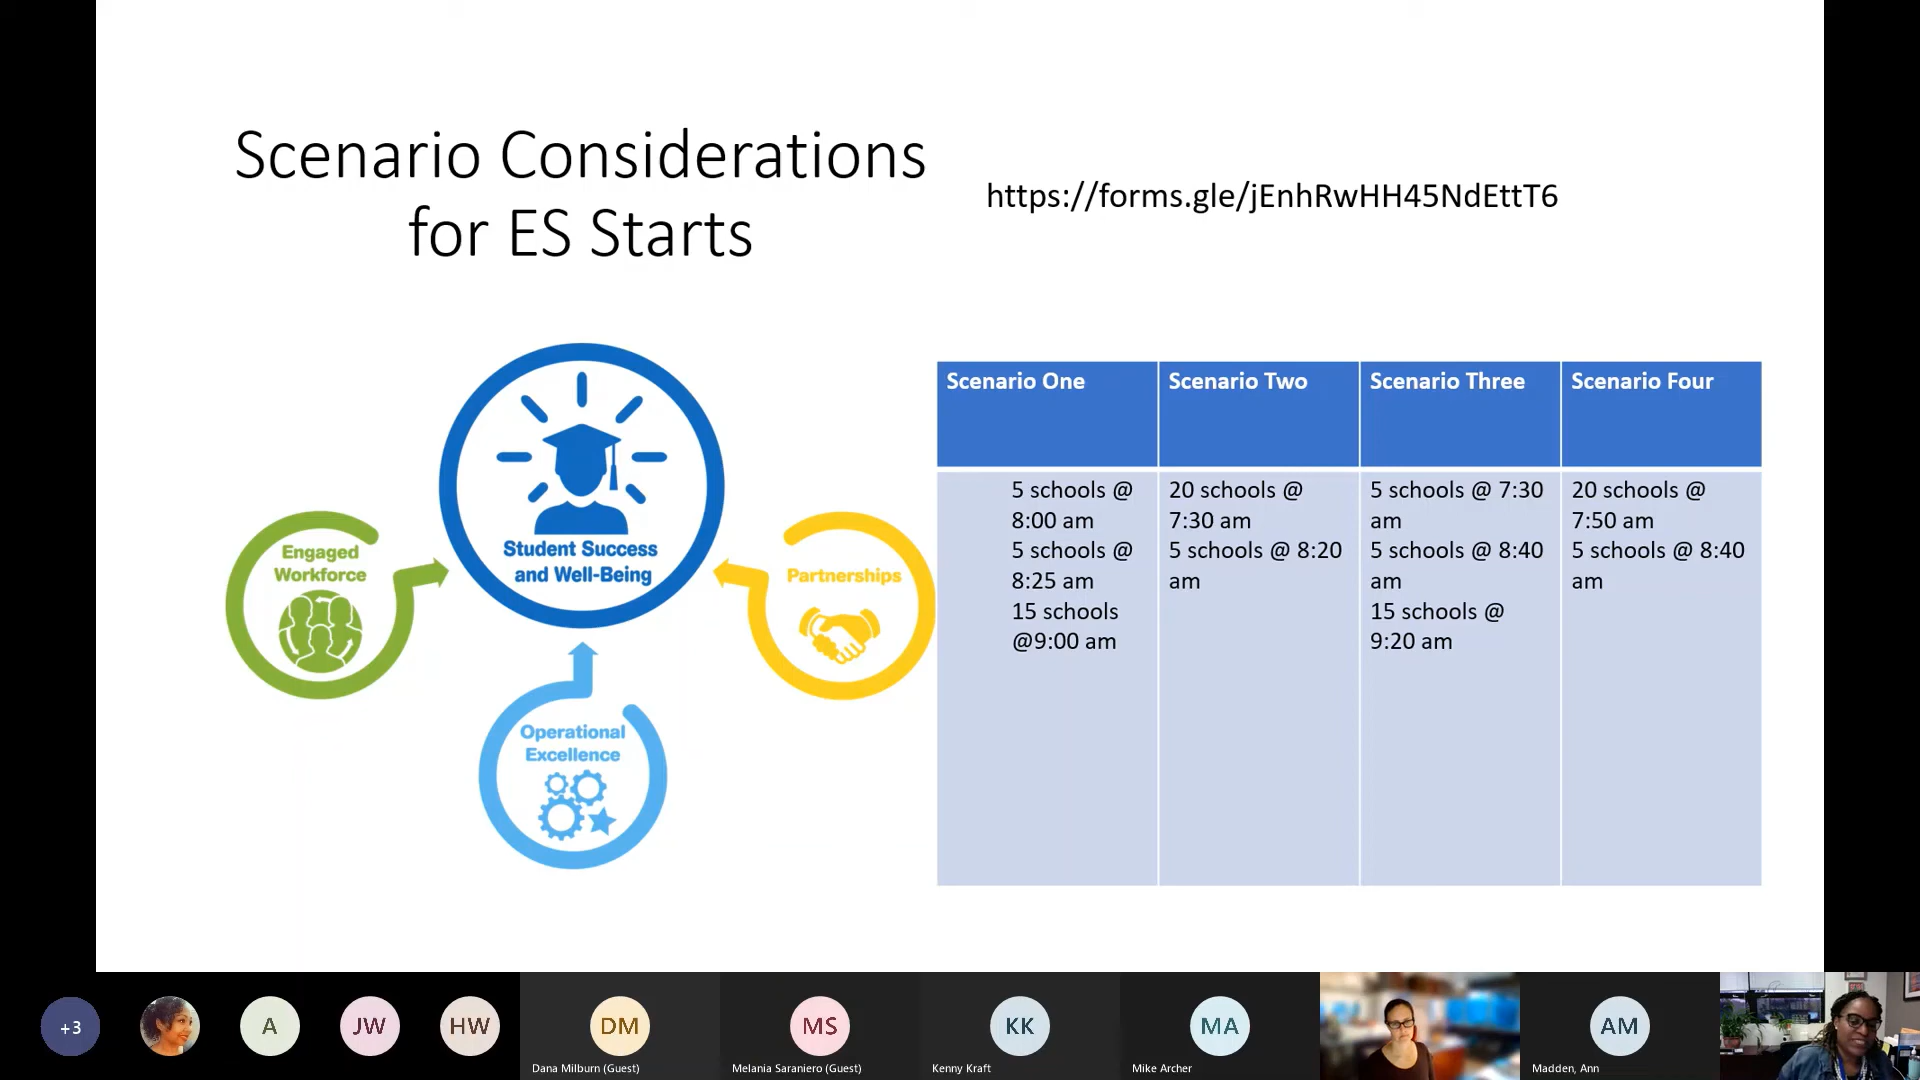 Scenario Considerations
for ES Starts
https://forms.gle/jEnhRwHH45NdEttT6
Student Success
and Well-Being
Engaged
Workforce
Partnerships
Operational
Excellence
Scenario One
Scenario Two
Scenario Three
Scenario Four
5 schools @
8:00 am
5 schools @
8:25 am
15 schools
@9:00 am
20 schools @
7:30 am
5 schools @ 8:20
am
5 schools @ 7:30
am
5 schools @ 8:40
am
15 schools @
9:20 am
20 schools @
7:50 am
5 schools @ 8:40
am
+3
A
JW
HW
DM
Dana Milburn (Guest)
MS
Melania Saraniero (Guest)
KK
Kenny Kraft
MA
Mike Archer
AM
Madden, Ann